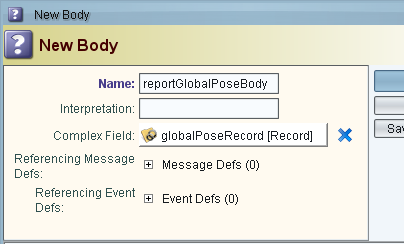 New Body
New Body
Name: reportGlobalPoseBody
Interpretation:
Complex Field: globalPoseRecord [Record]
Referencing Message Defs: Message Defs (0)
Referencing Event Defs: Event Defs (0)